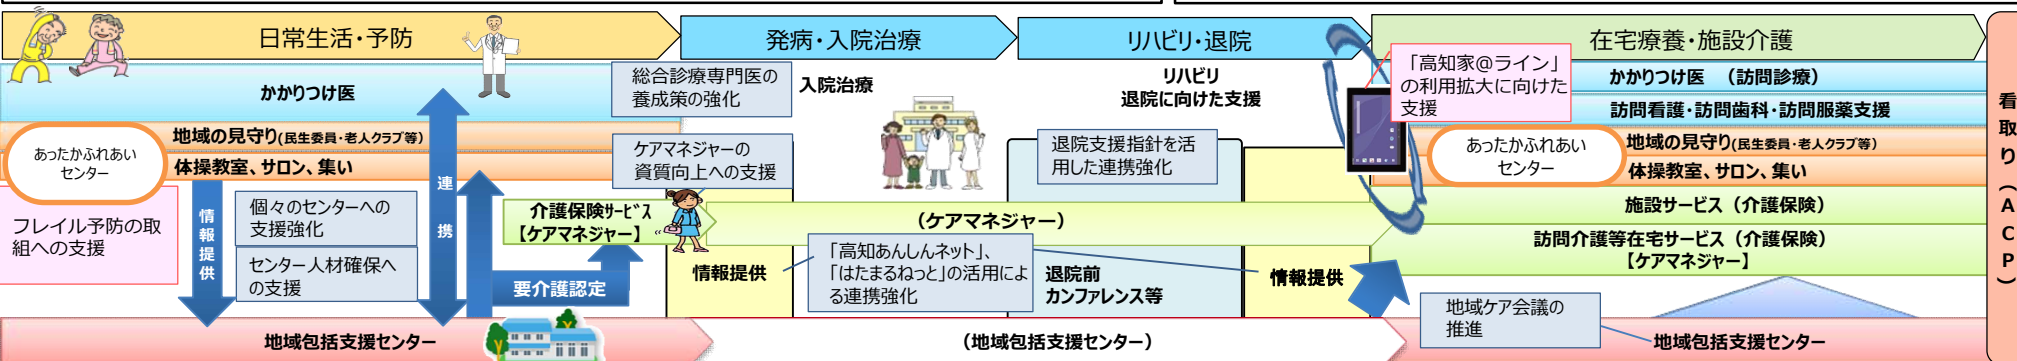 日常生活・予防
発病・入院治療
リハビリ・退院
在宅療養・施設介護
かかりつけ医
総合診療専門医の
養成策の強化
入院治療
リハビリ
退院に向けた支援
「高知家@ライン」
の利用拡大に向けた
支援
かかりつけ医 （訪問診療）
訪問看護・訪問歯科・訪問服薬支援
あったかふれあい
センター
地域の見守り(民生委員・老人クラブ等)
体操教室、サロン、集い
連携
ケアマネジャーの
資質向上への支援
退院支援指針を活
用した連携強化
あったかふれあい
センター
地域の見守り(民生委員・老人クラブ等)
体操教室、サロン、集い
フレイル予防の取
組への支援
情報提供
個々のセンターへの
支援強化
センター人材確保へ
の支援
介護保険サービス
【ケアマネジャー】
要介護認定
（ケアマネジャー）
情報提供
「高知あんしんネット」、
「はたまるねっと」の活用によ
る連携強化
退院前
カンファレンス等
情報提供
施設サービス（介護保険）
訪問介護等在宅サービス（介護保険）
【ケアマネジャー】
地域ケア会議の
推進
地域包括支援センター
（地域包括支援センター）
地域包括支援センター
看取り（ＡＣＰ）